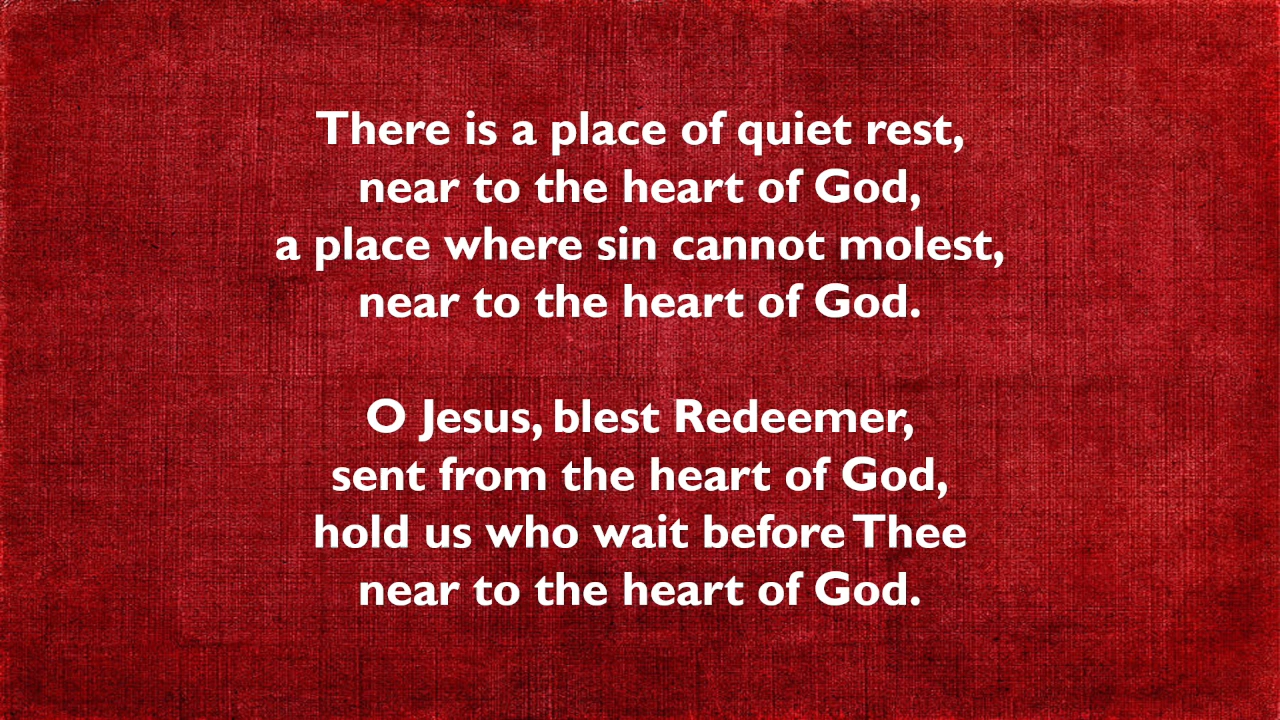 There is a place of quiet rest,
near to the heart of God,
a place where sin cannot molest,
near to the heart of God.
O Jesus, blest Redeemer,
sent from the heart of God,
hold us who wait before Thee
near to the heart of God.